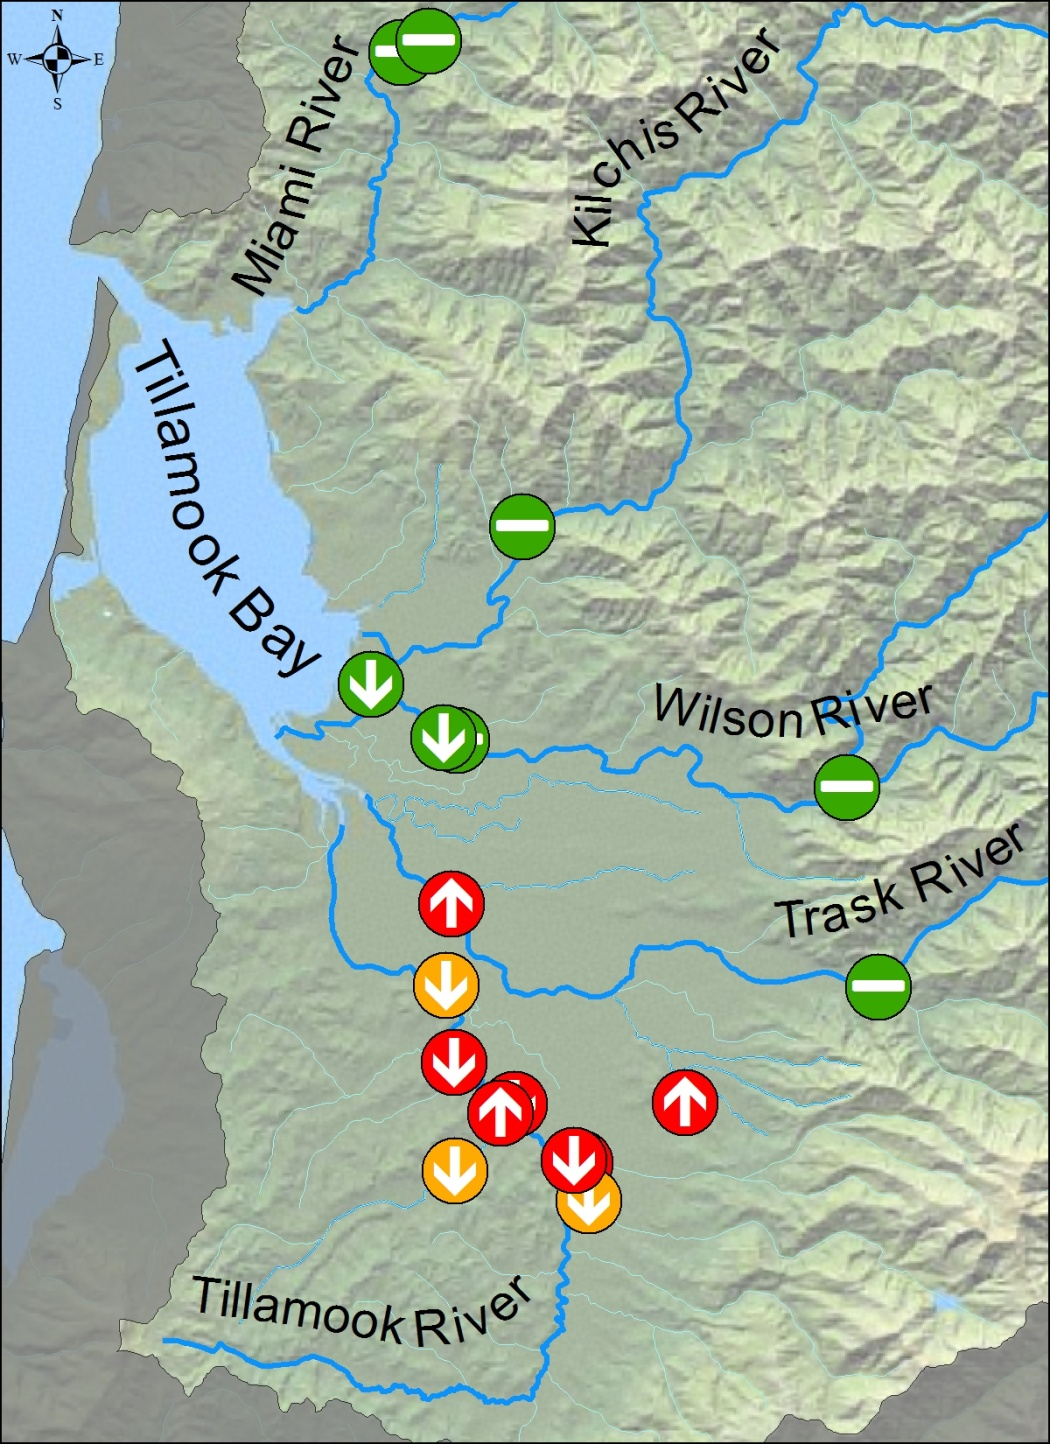 N
W E
S
Miami River
Kilchis River
Tillamook Bay
Wilson River
Trask River
Tillamook River